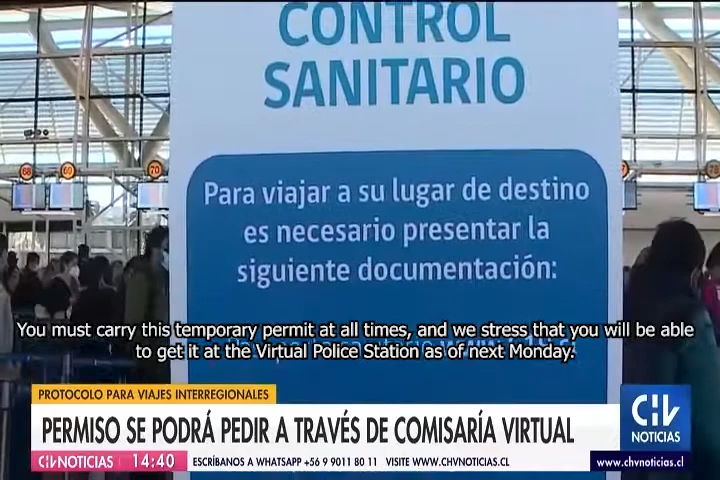 CONTROL
SANITARIO
Para viajar a su lugar de destino
es necesario presentar la
siguiente documentación:
68
69
70
You must carry this temporary permit at all times, and we stress that you will be able
to get it at the Virtual Police Station as of next Monday.
PROTOCOLO PARA VIAJES INTERREGIONALES
PERMISO SE PODRÁ PEDIR A TRAVÉS DE COMISARÍA VIRTUAL
CHV NOTICIAS 14:40 ESCRÍBANOS A WHATSAPP +56 9 9011 80 11 VISITE WWW.CHVNOTICIAS.CL
CHV
NOTICIAS
www.chvnoticias.cl